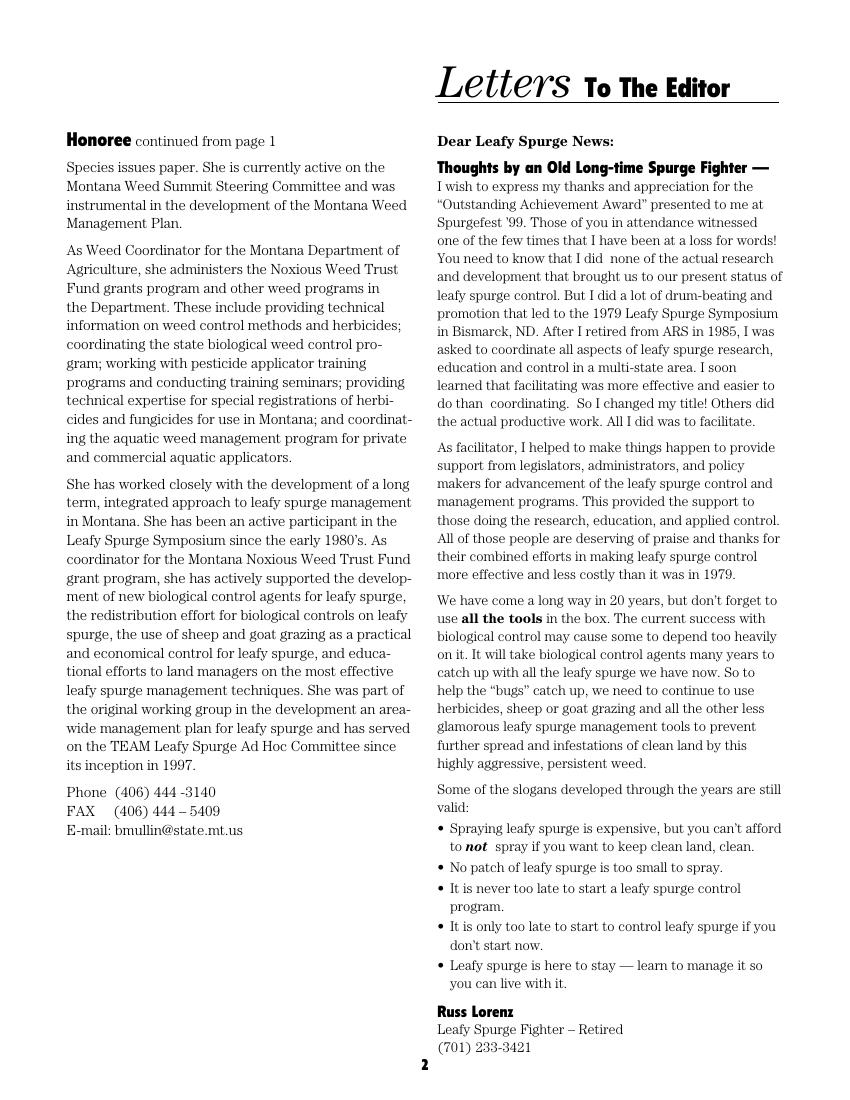 Letters To The Editor
Honoree continued from page 1
Species issues paper. She is currently active on the
Montana Weed Summit Steering Committee and was
instrumental in the development of the Montana Weed
Management Plan.
As Weed Coordinator for the Montana Department of
Agriculture, she administers the Noxious Weed Trust
Fund grants program and other weed programs in
the Department. These include providing technical
information on weed control methods and herbicides;
coordinating the state biological weed control pro-
gram; working with pesticide applicator training
programs and conducting training seminars; providing
technical expertise for special registrations of herbi-
cides and fungicides for use in Montana; and coordinat-
ing the aquatic weed management program for private
and commercial aquatic applicators.
She has worked closely with the development of a long
term, integrated approach to leafy spurge management
in Montana. She has been an active participant in the
Leafy Spurge Symposium since the early 1980’s. As
coordinator for the Montana Noxious Weed Trust Fund
grant program, she has actively supported the develop-
ment of new biological control agents for leafy spurge,
the redistribution effort for biological controls on leafy
spurge, the use of sheep and goat grazing as a practical
and economical control for leafy spurge, and educa-
tional efforts to land managers on the most effective
leafy spurge management techniques. She was part of
the original working group in the development an area-
wide management plan for leafy spurge and has served
on the TEAM Leafy Spurge Ad Hoc Committee since
its inception in 1997.
Phone (406) 444 -3140
FAX (406) 444 – 5409
E-mail: bmullin@state.mt.us
Dear Leafy Spurge News:
Thoughts by an Old Long-time Spurge Fighter —
I wish to express my thanks and appreciation for the
“Outstanding Achievement Award” presented to me at
Spurgefest ’99. Those of you in attendance witnessed
one of the few times that I have been at a loss for words!
You need to know that I did none of the actual research
and development that brought us to our present status of
leafy spurge control. But I did a lot of drum-beating and
promotion that led to the 1979 Leafy Spurge Symposium
in Bismarck, ND. After I retired from ARS in 1985, I was
asked to coordinate all aspects of leafy spurge research,
education and control in a multi-state area. I soon
learned that facilitating was more effective and easier to
do than coordinating. So I changed my title! Others did
the actual productive work. All I did was to facilitate.
As facilitator, I helped to make things happen to provide
support from legislators, administrators, and policy
makers for advancement of the leafy spurge control and
management programs. This provided the support to
those doing the research, education, and applied control.
All of those people are deserving of praise and thanks for
their combined efforts in making leafy spurge control
more effective and less costly than it was in 1979.
We have come a long way in 20 years, but don’t forget to
use all the tools in the box. The current success with
biological control may cause some to depend too heavily
on it. It will take biological control agents many years to
catch up with all the leafy spurge we have now. So to
help the “bugs” catch up, we need to continue to use
herbicides, sheep or goat grazing and all the other less
glamorous leafy spurge management tools to prevent
further spread and infestations of clean land by this
highly aggressive, persistent weed.
Some of the slogans developed through the years are still
valid:
• Spraying leafy spurge is expensive, but you can’t afford
to not spray if you want to keep clean land, clean.
• No patch of leafy spurge is too small to spray.
• It is never too late to start a leafy spurge control
program.
• It is only too late to start to control leafy spurge if you
don’t start now.
• Leafy spurge is here to stay — learn to manage it so
you can live with it.
Russ Lorenz
Leafy Spurge Fighter – Retired
(701) 233-3421
2